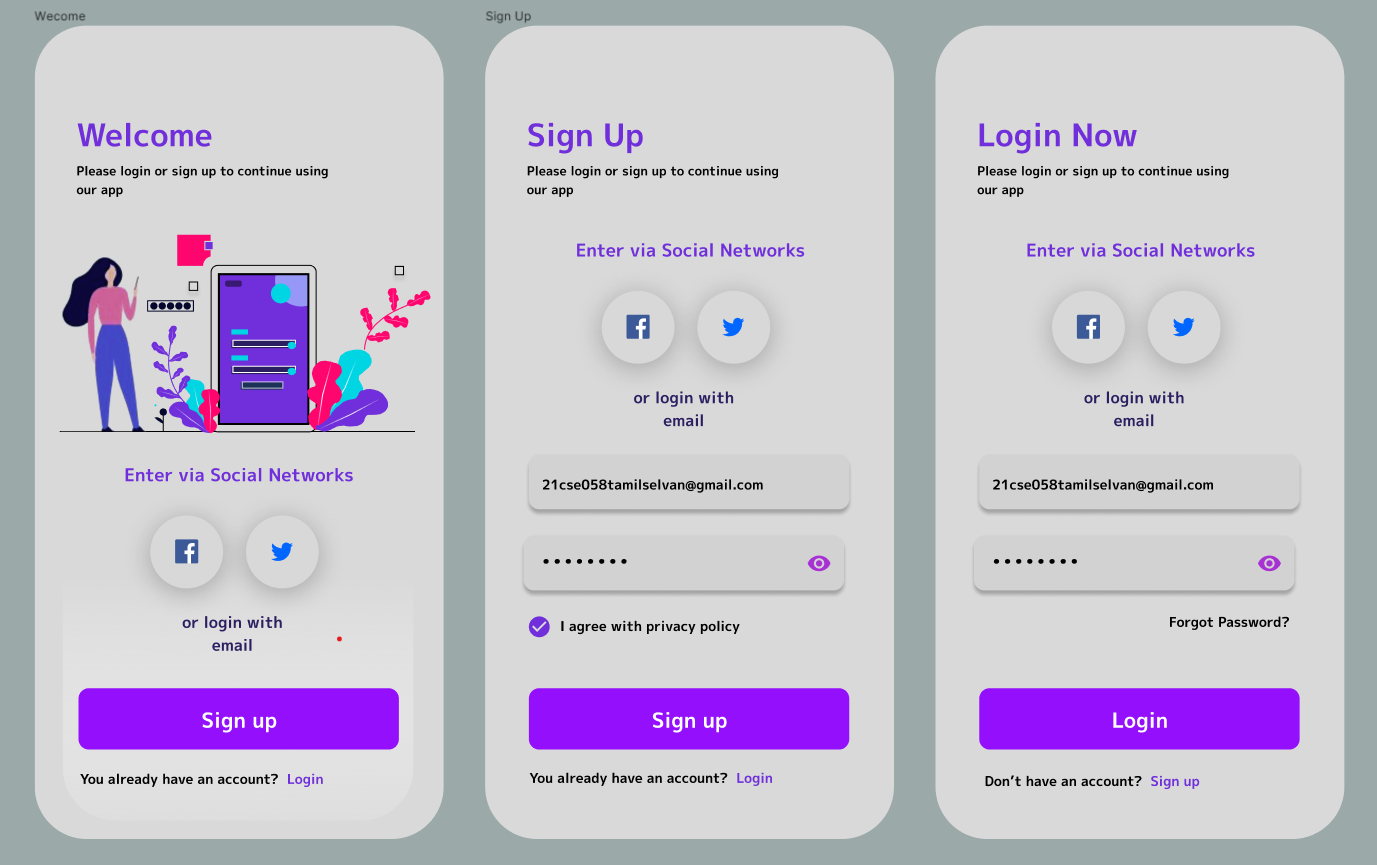 Wecome
Welcome
Please login or sign up to continue using
our app
Enter via Social Networks
or login with
email
Sign up
You already have an account? Login
Sign Up
Sign Up
Please login or sign up to continue using
our app
Enter via Social Networks
or login with
email
21cse058tamilselvan@gmail.com
I agree with privacy policy
Sign up
You already have an account? Login
Login Now
Please login or sign up to continue using
our app
Enter via Social Networks
or login with
email
21cse058tamilselvan@gmail.com
Forgot Password?
Login
Don't have an account? Sign up